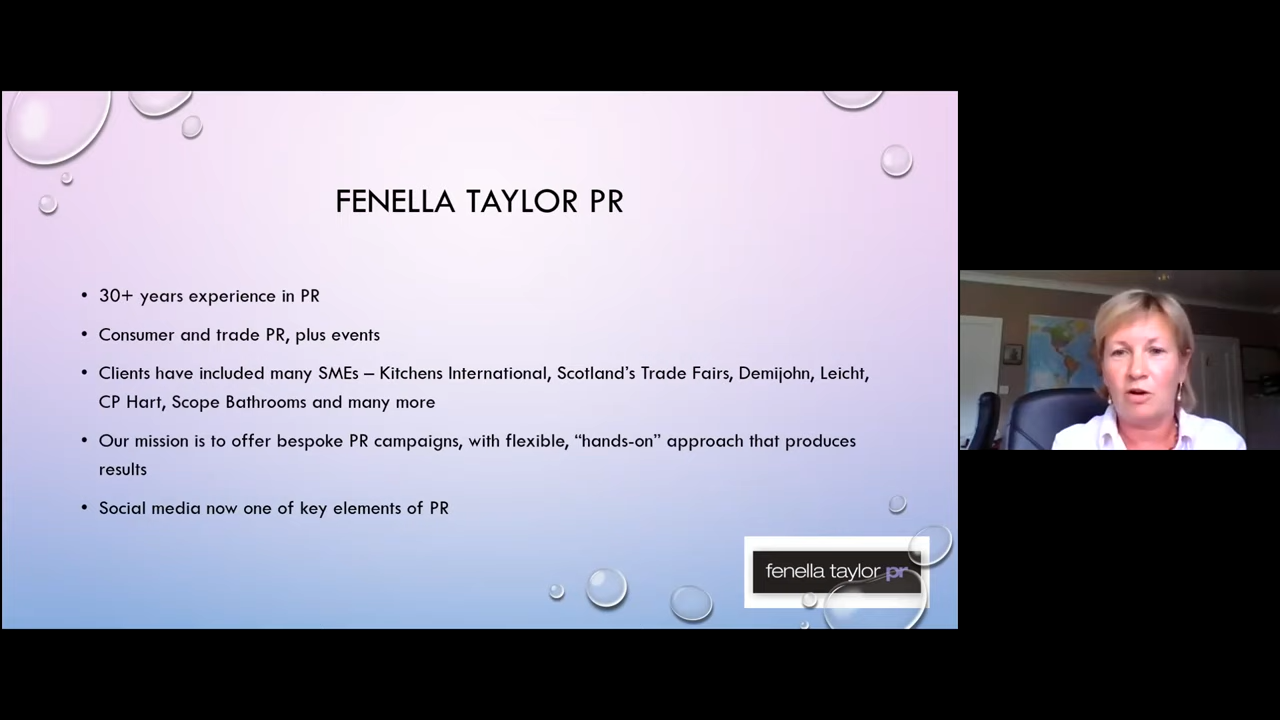 FENELLA TAYLOR PR
• 30+ years experience in PR
• Consumer and trade PR, plus events
• Clients have included many SMEs – Kitchens International, Scotland’s Trade Fairs, Demijohn, Leicht,
CP Hart, Scope Bathrooms and many more
• Our mission is to offer bespoke PR campaigns, with flexible, “hands-on” approach that produces
results
• Social media now one of key elements of PR
fenella taylor pr